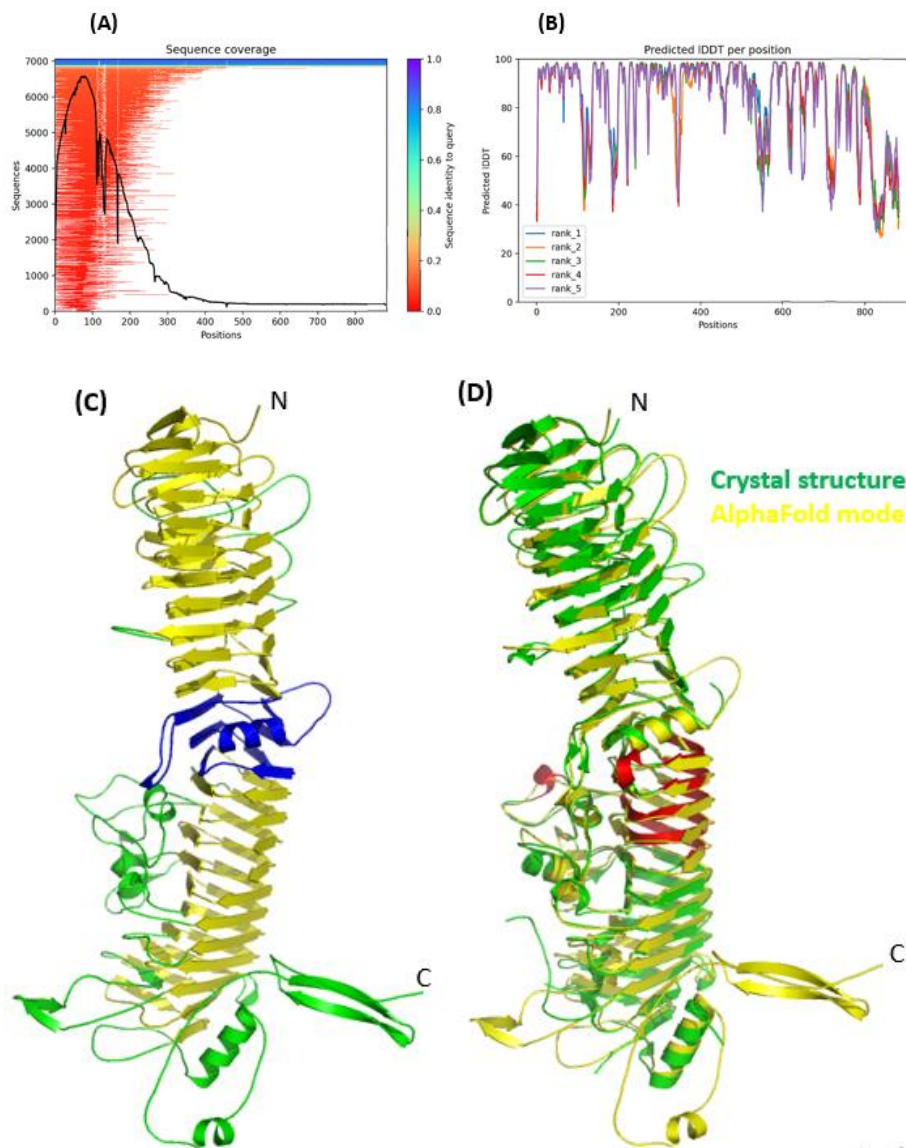 (A)
Sequence coverage
Sequences
7000
6000
5000
4000
3000
2000
1000
0
0 100 200 300 400 500 600 700 800
Positions
1.0
0.8
0.6
0.4
0.2
0.0
Sequence identity to query
(B)
Predicted lDDT per position
Predicted lDDT
100
80
60
40
20
0
rank_1
rank_2
rank_3
rank_4
rank_5
0 200 400 600 800
Positions
(C)
N
C
(D)
N
Crystal structure
AlphaFold mode
C